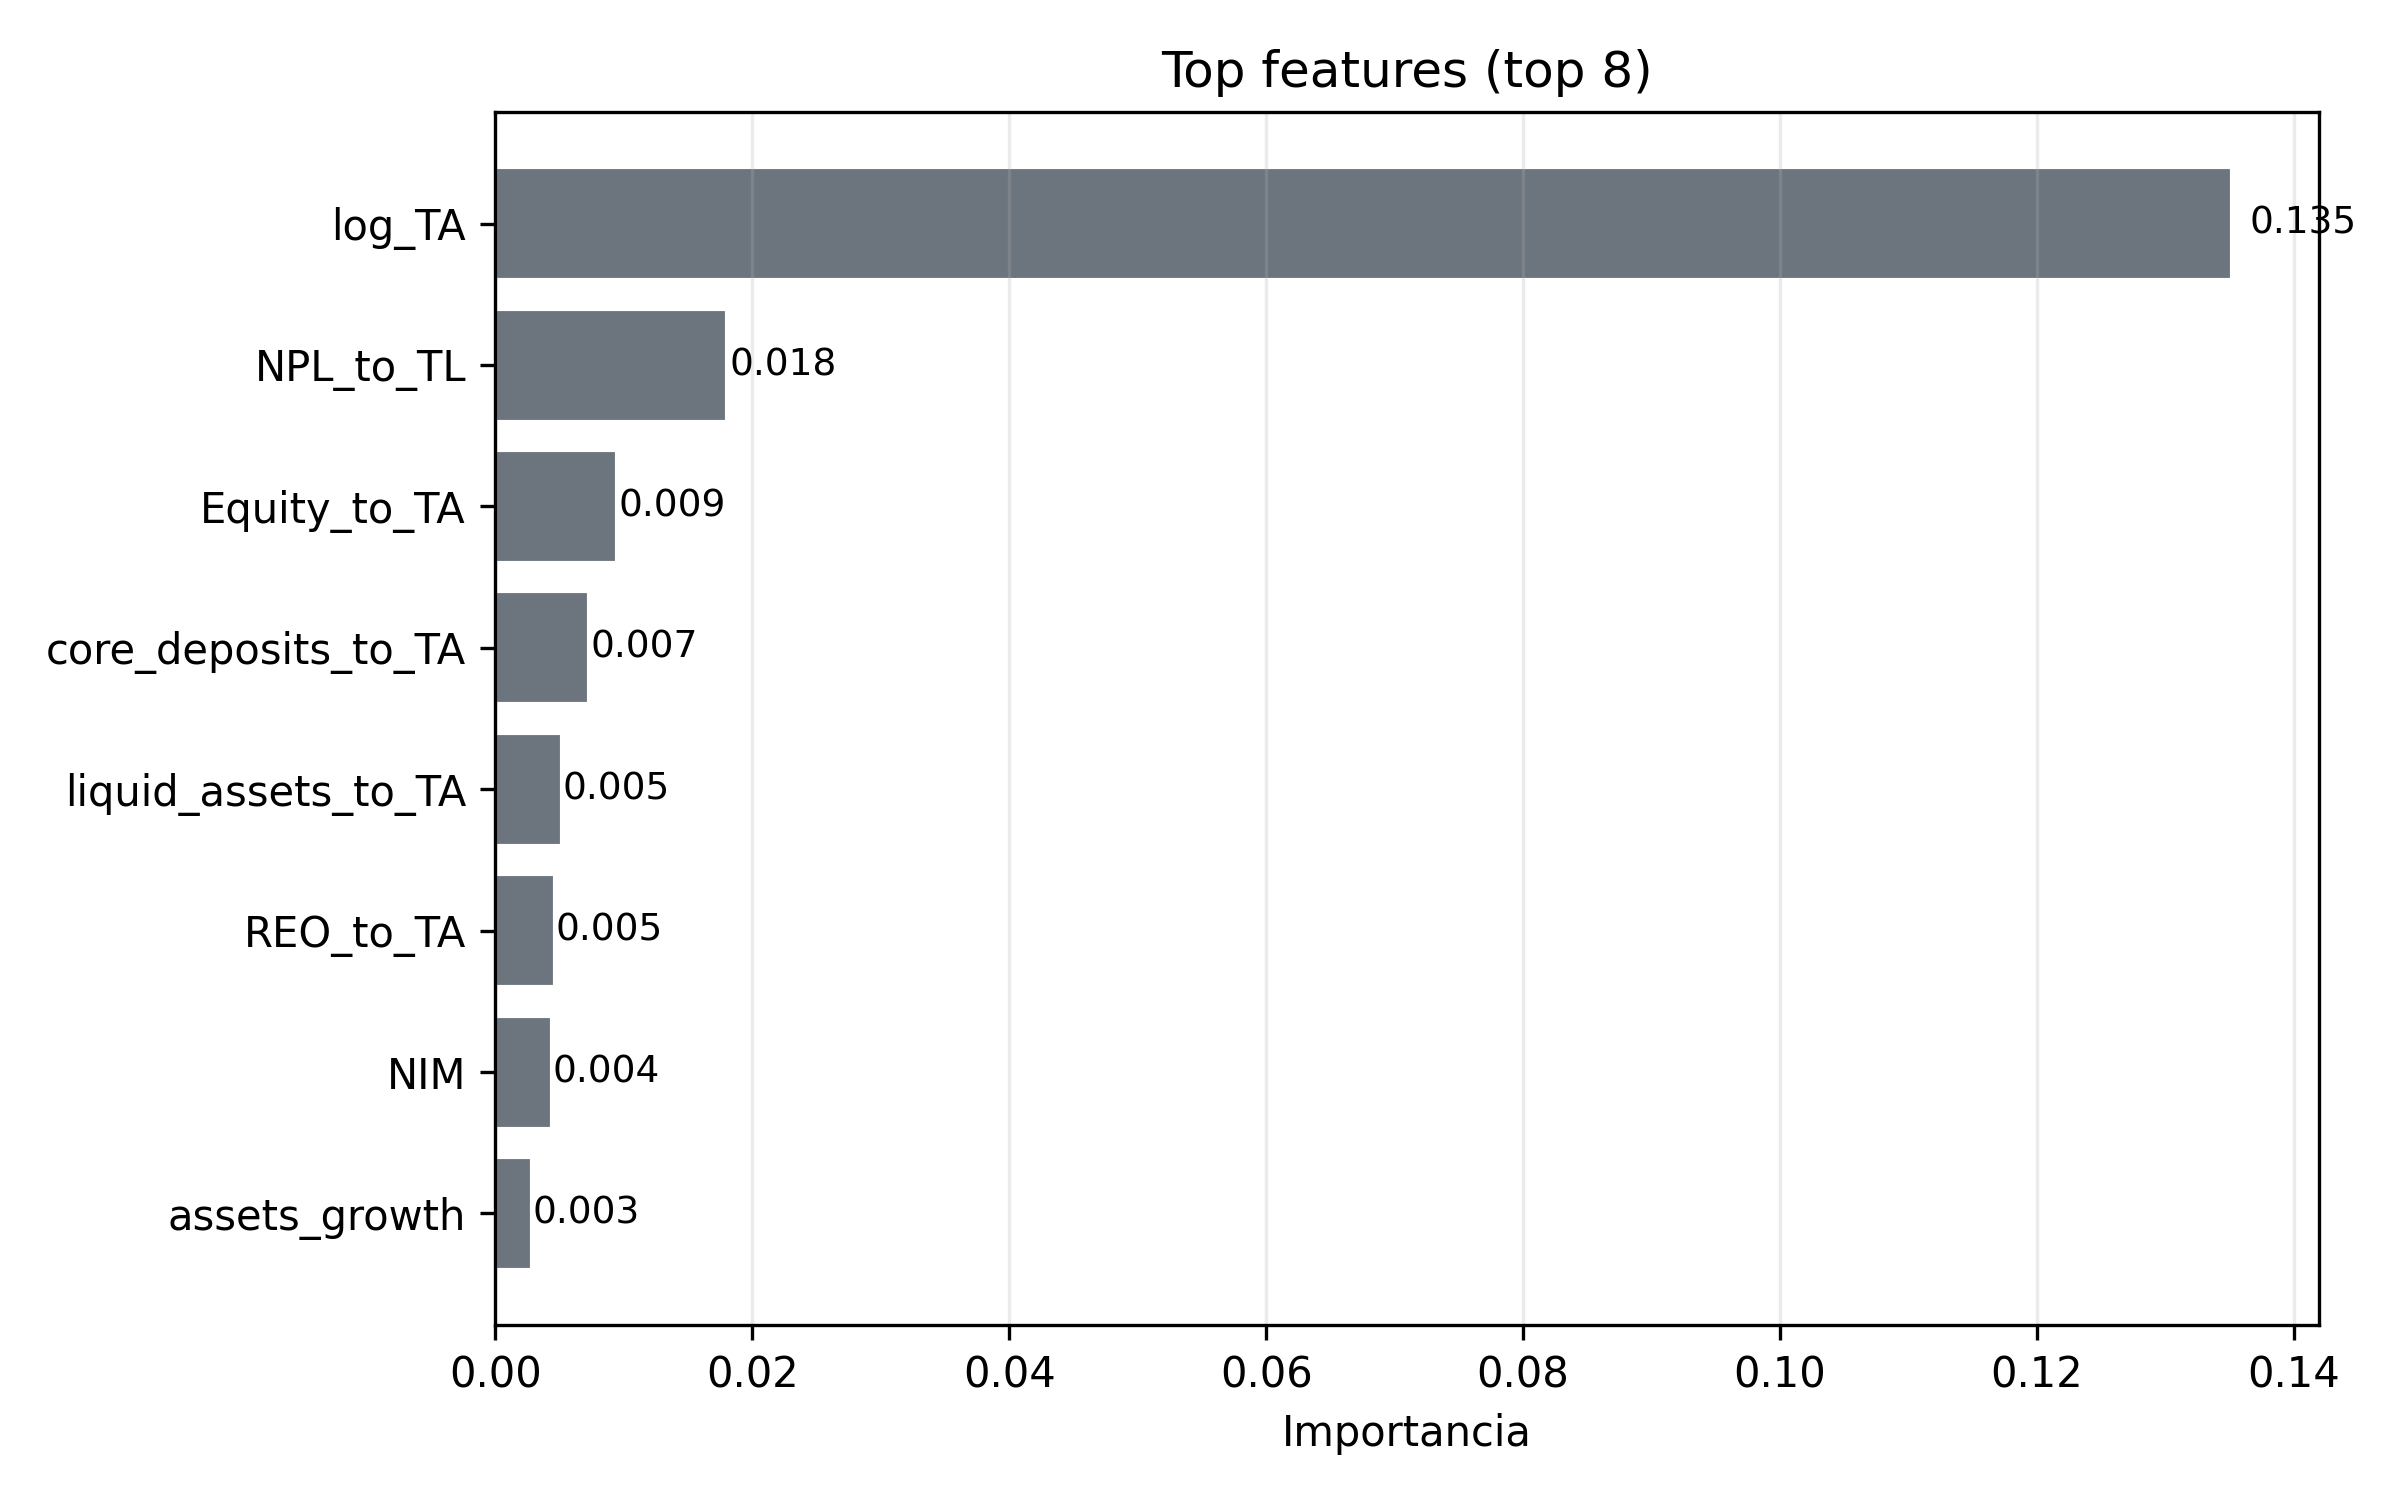 Top features (top 8)
log_TA 0.135
NPL_to_TL 0.018
Equity_to_TA 0.009
core_deposits_to_TA 0.007
liquid_assets_to_TA 0.005
REO_to_TA 0.005
NIM 0.004
assets_growth 0.003
0.00 0.02 0.04 0.06 0.08 0.10 0.12 0.14
Importancia